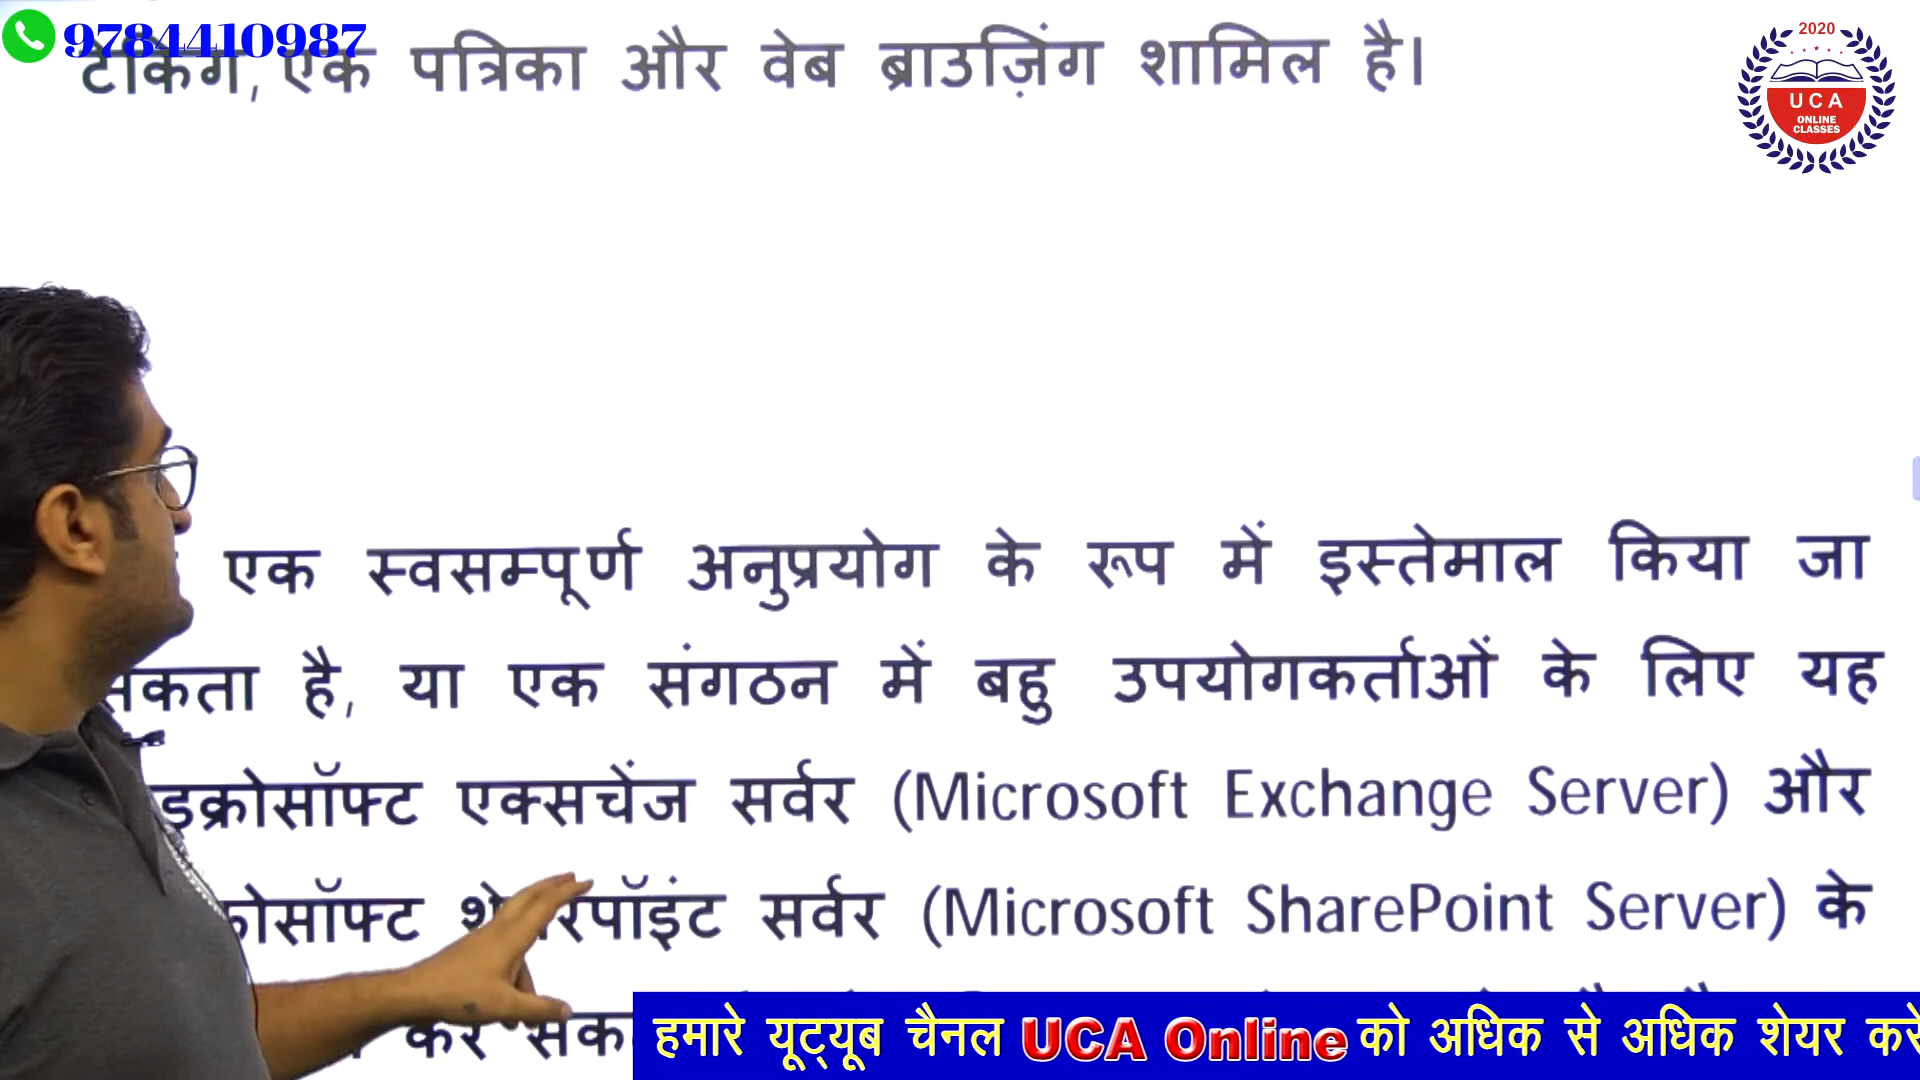 9784410987
टेकिंग, एक पत्रिका और वेब ब्राउज़िंग शामिल है।
2020
UCA
ONLINE
CLASSES
एक स्वसम्पूर्ण अनुप्रयोग के रूप में इस्तेमाल किया जा
सकता है, या एक संगठन में बहु उपयोगकर्ताओं के लिए यह
एक्सचेंज सर्वर (Microsoft Exchange Server) और
सर्वर (Microsoft SharePoint Server) के
कर
हमारे यूट्यूब चैनल UCA Online को अधिक से अधिक शेयर करें